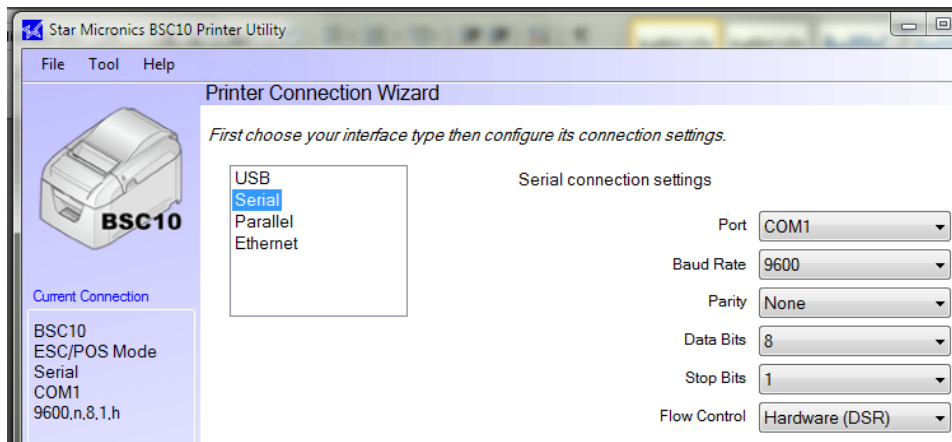 Star Micronics BSC10 Printer Utility
File Tool Help
Printer Connection Wizard
First choose your interface type then configure its connection settings.
USB
Serial
Parallel
Ethernet
Serial connection settings
Port COM1
Baud Rate 9600
Parity None
Data Bits 8
Stop Bits 1
Flow Control Hardware (DSR)
BSC10
Current Connection
BSC10
ESC/POS Mode
Serial
COM1
9600,n,8,1,h